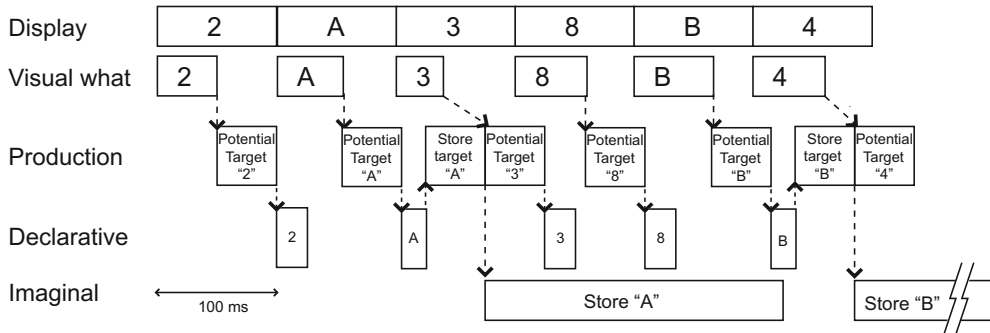 Display 2 A 3 8 B 4
Visual what 2 A 3 8 B 4
Production
Potential
Target
“2”
Potential
Target
“A”
Store
target
“A”
Potential
Target
“3”
Potential
Target
“8”
Potential
Target
“B”
Store
target
“B”
Potential
Target
“4”
Declarative 2 A 3 8 B
Imaginal Store “A” Store “B”
100 ms